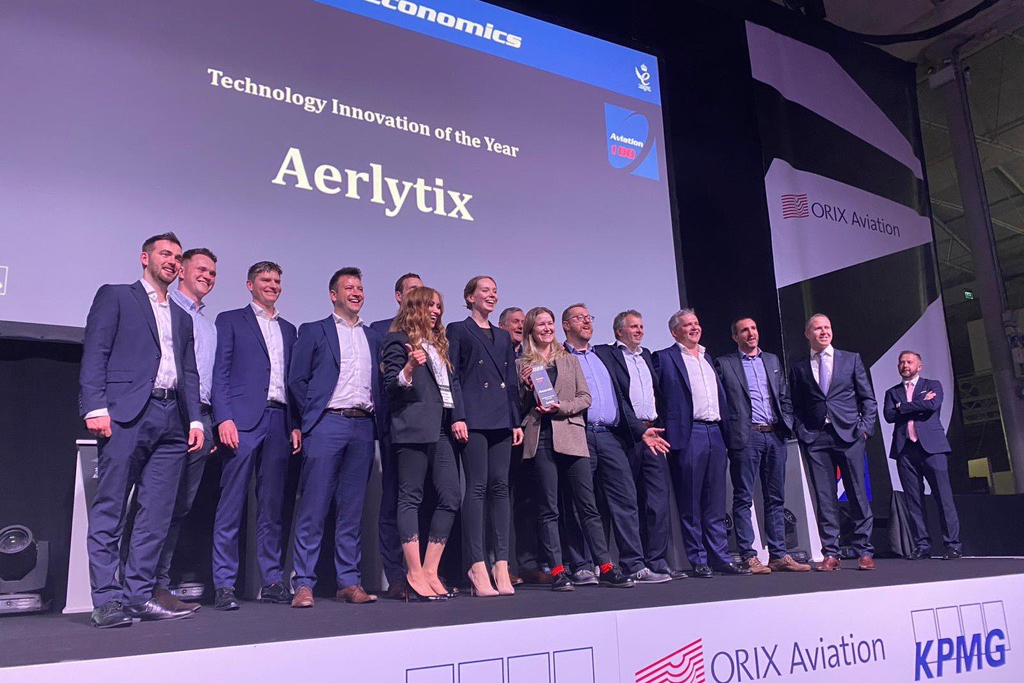 Economics
Technology Innovation of the Year
Aerlytix
Aviation
100
ORIX Aviation
ORIX Aviation
KPMG